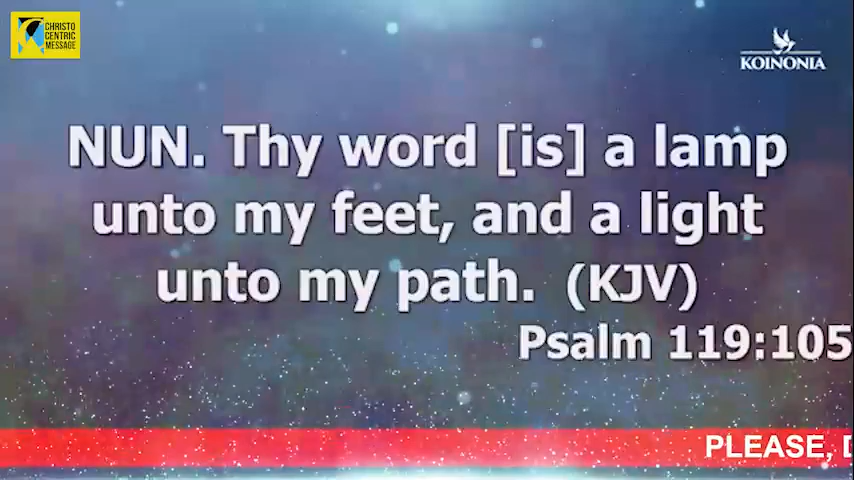 CHRISTO
CENTRIC
MESSAGE
KOINONIA
NUN. Thy word [is] a lamp
unto my feet, and a light
unto my path. (KJV)
Psalm 119:105
PLEASE,